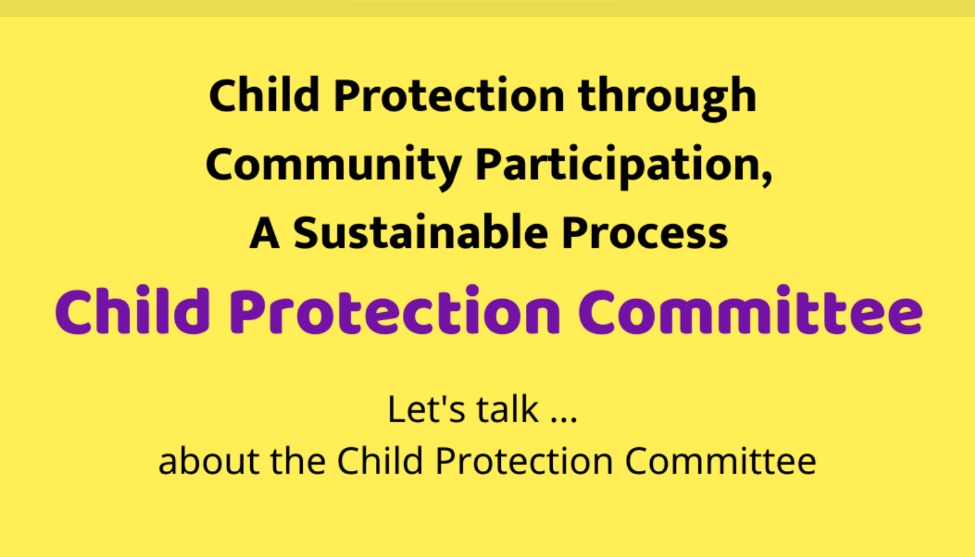 Child Protection through
Community Participation,
A Sustainable Process
Child Protection Committee
Let's talk ...
about the Child Protection Committee